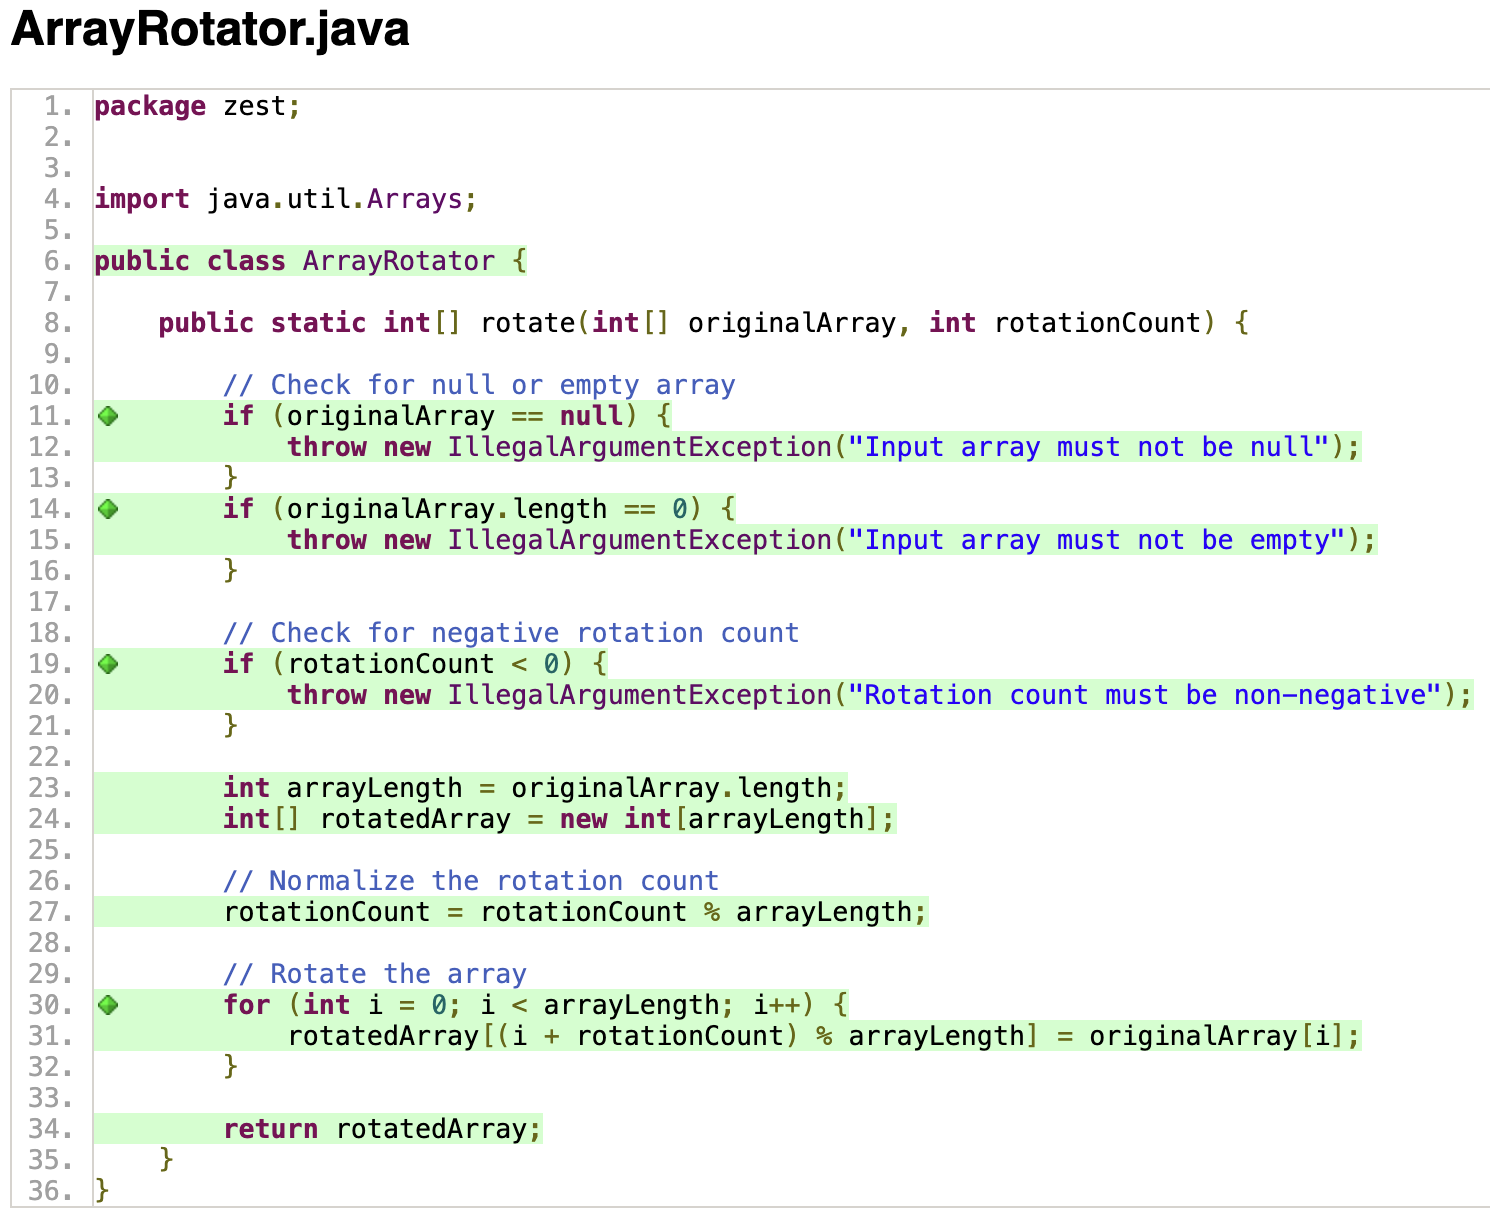 ArrayRotator.java
1. package zest;
2.
3.
4. import java.util.Arrays;
5.
6. public class ArrayRotator {
7.
8.     public static int[] rotate(int[] originalArray, int rotationCount) {
9.
10.         // Check for null or empty array
11.         if (originalArray == null) {
12.             throw new IllegalArgumentException("Input array must not be null");
13.         }
14.         if (originalArray.length == 0) {
15.             throw new IllegalArgumentException("Input array must not be empty");
16.         }
17.
18.         // Check for negative rotation count
19.         if (rotationCount < 0) {
20.             throw new IllegalArgumentException("Rotation count must be non-negative");
21.         }
22.
23.         int arrayLength = originalArray.length;
24.         int[] rotatedArray = new int[arrayLength];
25.
26.         // Normalize the rotation count
27.         rotationCount = rotationCount % arrayLength;
28.
29.         // Rotate the array
30.         for (int i = 0; i < arrayLength; i++) {
31.             rotatedArray[(i + rotationCount) % arrayLength] = originalArray[i];
32.         }
33.
34.         return rotatedArray;
35.     }
36. }